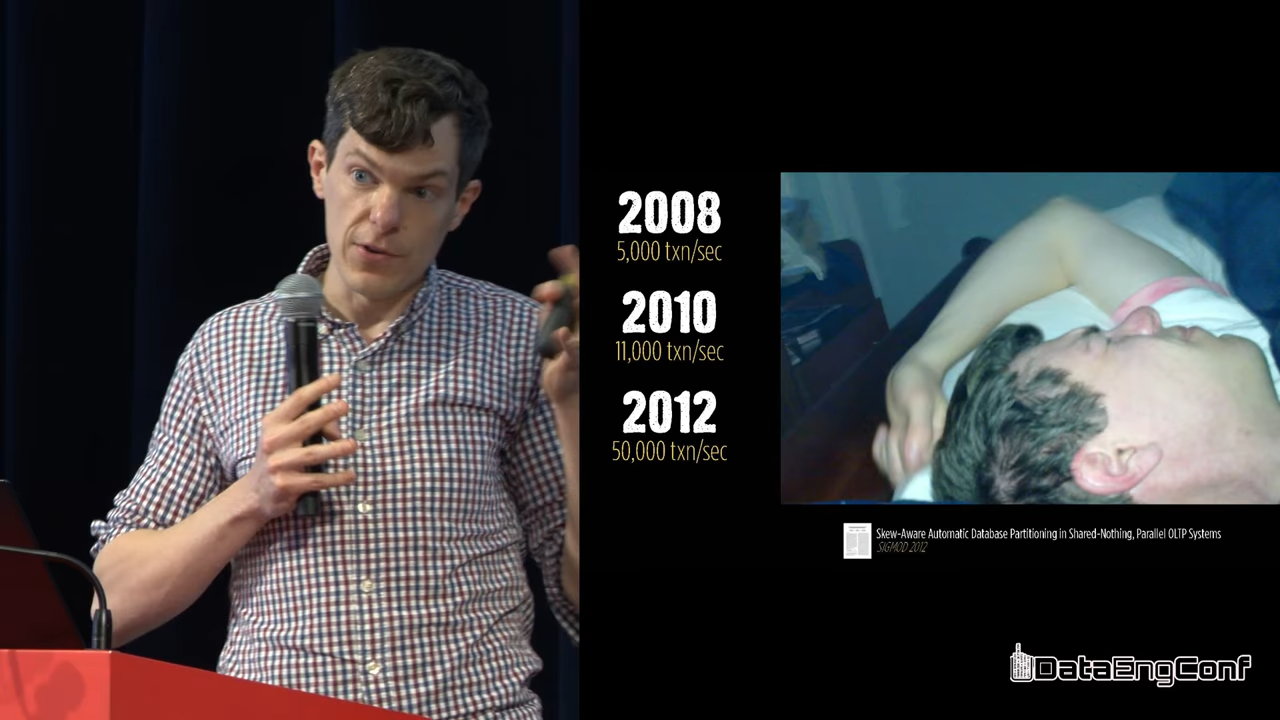 2008
5,000 txn/sec
2010
11,000 txn/sec
2012
50,000 txn/sec
Skew-Aware Automatic Database Partitioning in Shared-Nothing, Parallel OLTP Systems
SIGMOD 2012
DataEngConf